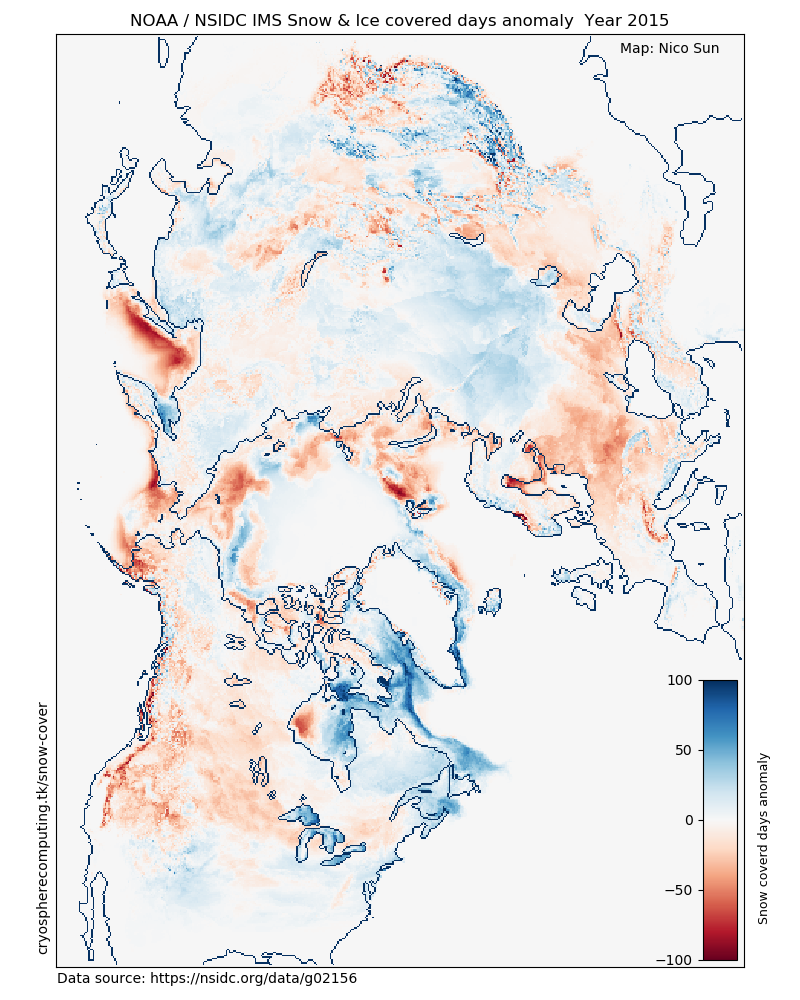 NOAA / NSIDC IMS Snow & Ice covered days anomaly  Year 2015
Map: Nico Sun
100
50
0
−50
−100
Snow coverd days anomaly
cryospherecomputing.tk/snow-cover
Data source: https://nsidc.org/data/g02156